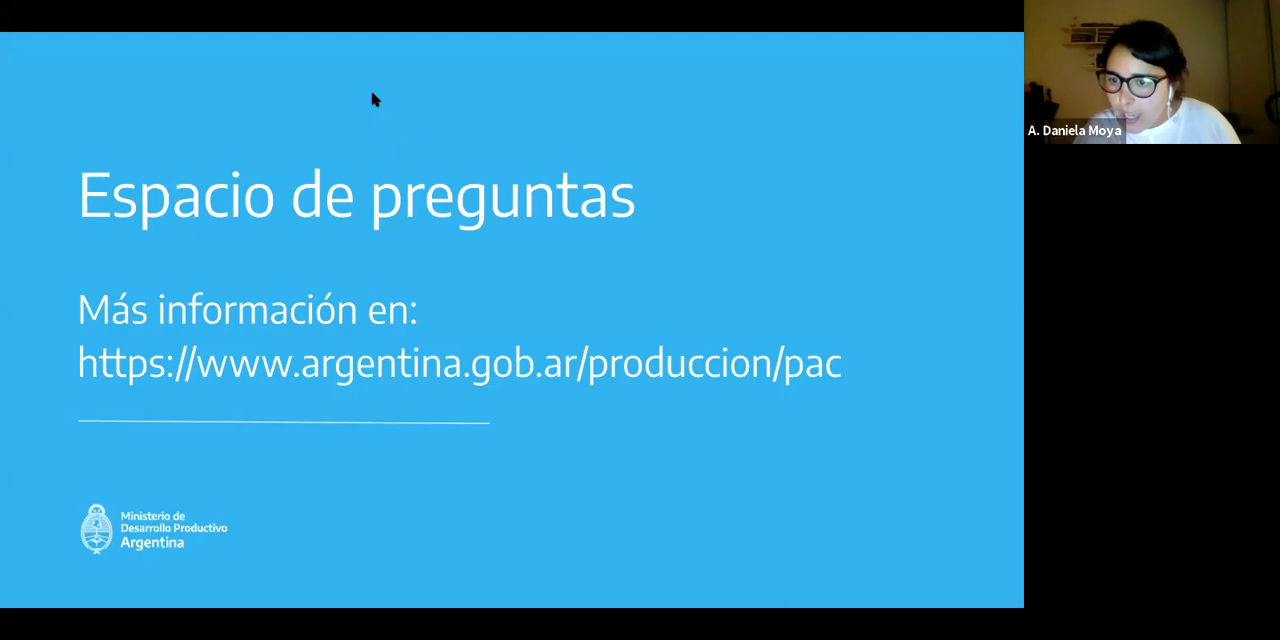 Espacio de preguntas
Más información en:
https://www.argentina.gob.ar/produccion/pac
Ministerio de
Desarrollo Productivo
Argentina
A. Daniela Moya